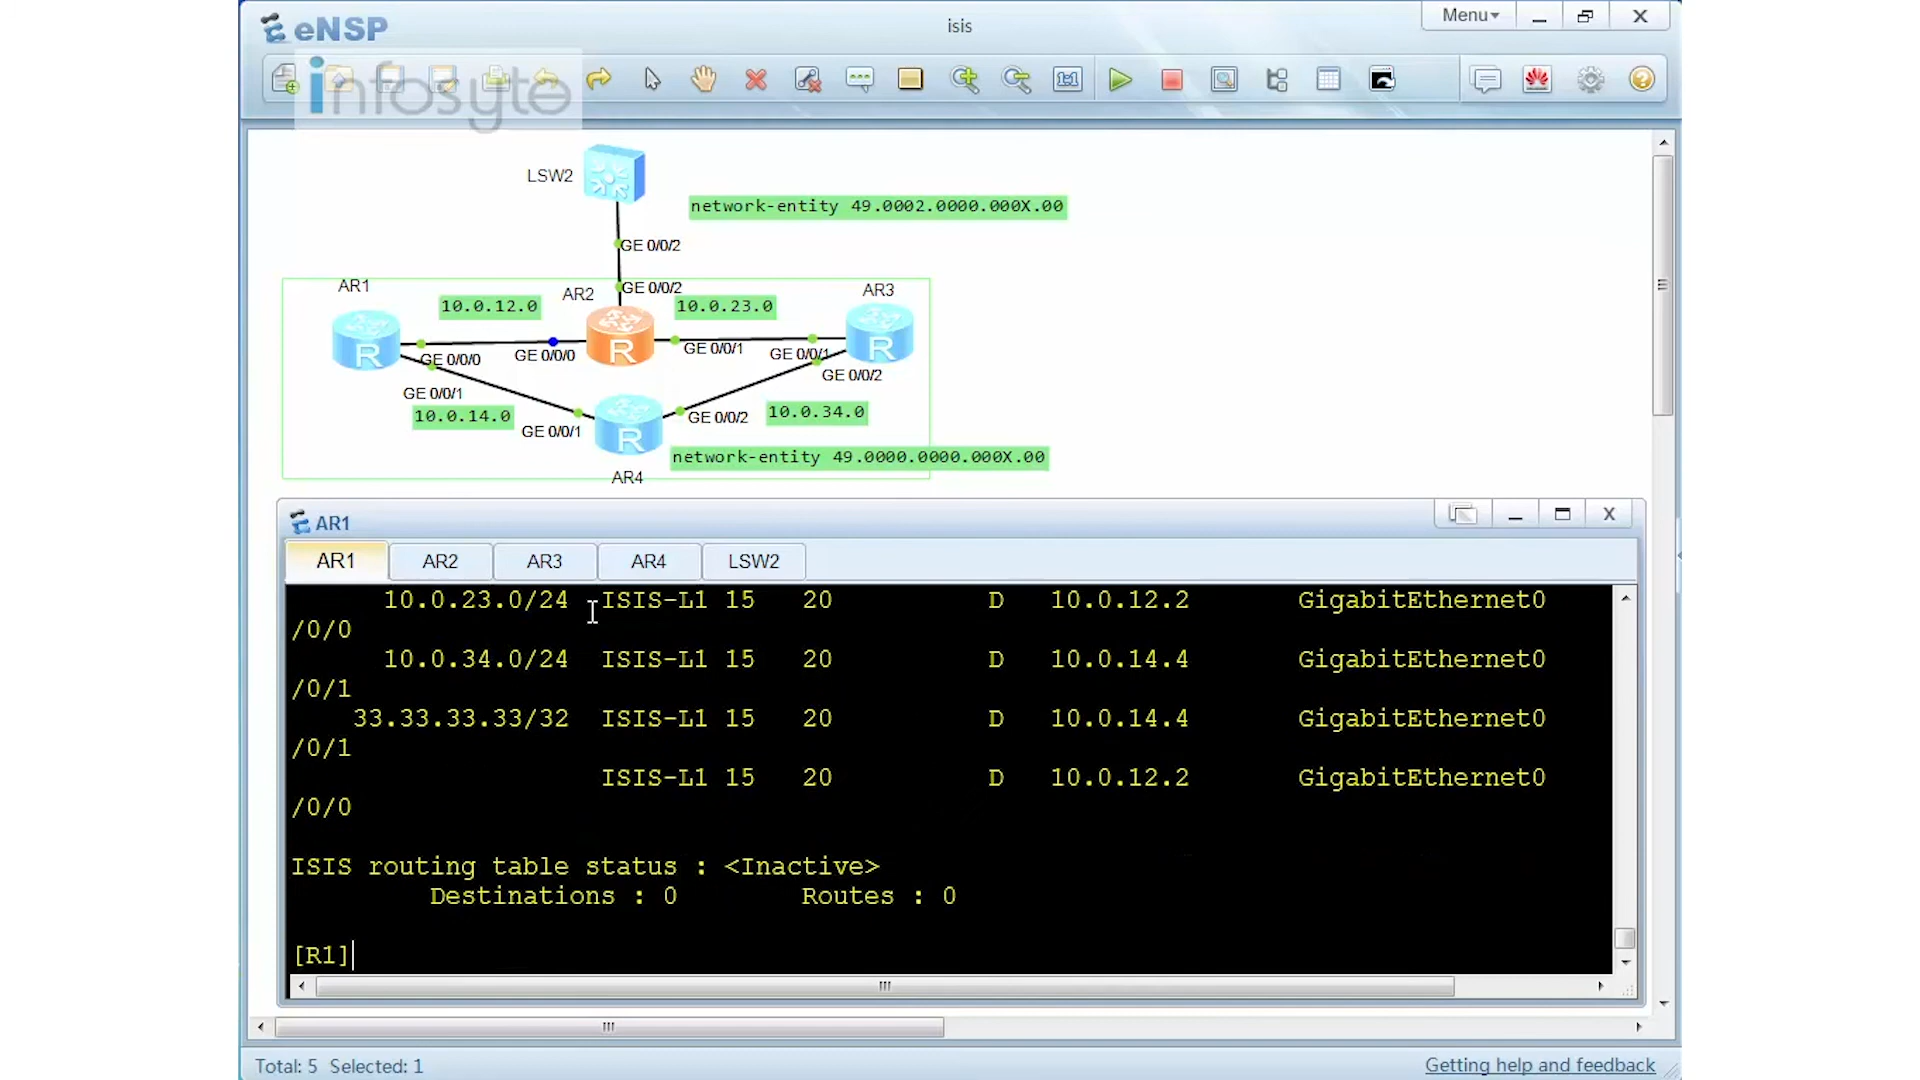 eNSP
isis
Menu
infosyte
1:1
LSW2
network-entity 49.0002.0000.000X.00
GE 0/0/2
AR1
10.0.12.0
AR2
GE 0/0/2
10.0.23.0
AR3
GE 0/0/0
GE 0/0/0
R
R
GE 0/0/1
GE 0/0/1
R
GE 0/0/2
GE 0/0/1
10.0.14.0
GE 0/0/1
R
GE 0/0/2
10.0.34.0
AR4
network-entity 49.0000.0000.000X.00
AR1
AR1 AR2 AR3 AR4 LSW2
10.0.23.0/24 ISIS-L1 15 20 D 10.0.12.2 GigabitEthernet0
/0/0
10.0.34.0/24 ISIS-L1 15 20 D 10.0.14.4 GigabitEthernet0
/0/1
33.33.33.33/32 ISIS-L1 15 20 D 10.0.14.4 GigabitEthernet0
/0/1
ISIS-L1 15 20 D 10.0.12.2 GigabitEthernet0
/0/0
ISIS routing table status : <Inactive>
Destinations : 0 Routes : 0
[R1]
Total: 5 Selected: 1
Getting help and feedback